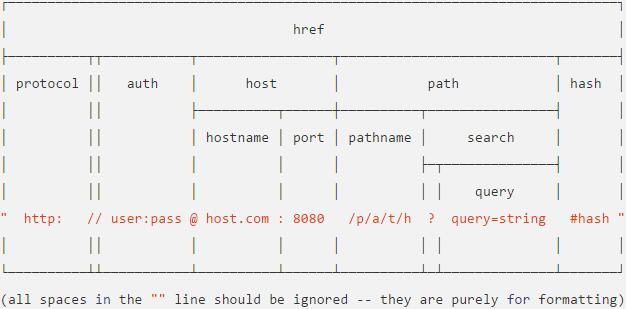 href
protocol auth host path hash
hostname port pathname search
query
" http: // user:pass @ host.com : 8080 /p/a/t/h ? query=string #hash "
(all spaces in the "" line should be ignored -- they are purely for formatting)